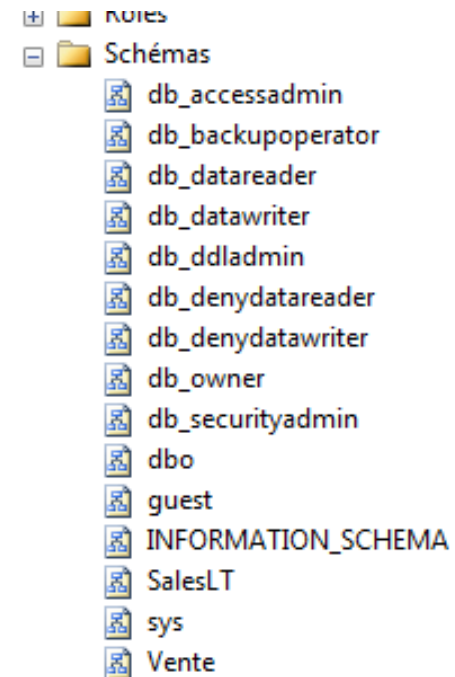 Rôles
Schémas
db_accessadmin
db_backupoperator
db_datareader
db_datawriter
db_ddladmin
db_denydatareader
db_denydatawriter
db_owner
db_securityadmin
dbo
guest
INFORMATION_SCHEMA
SalesLT
sys
Vente